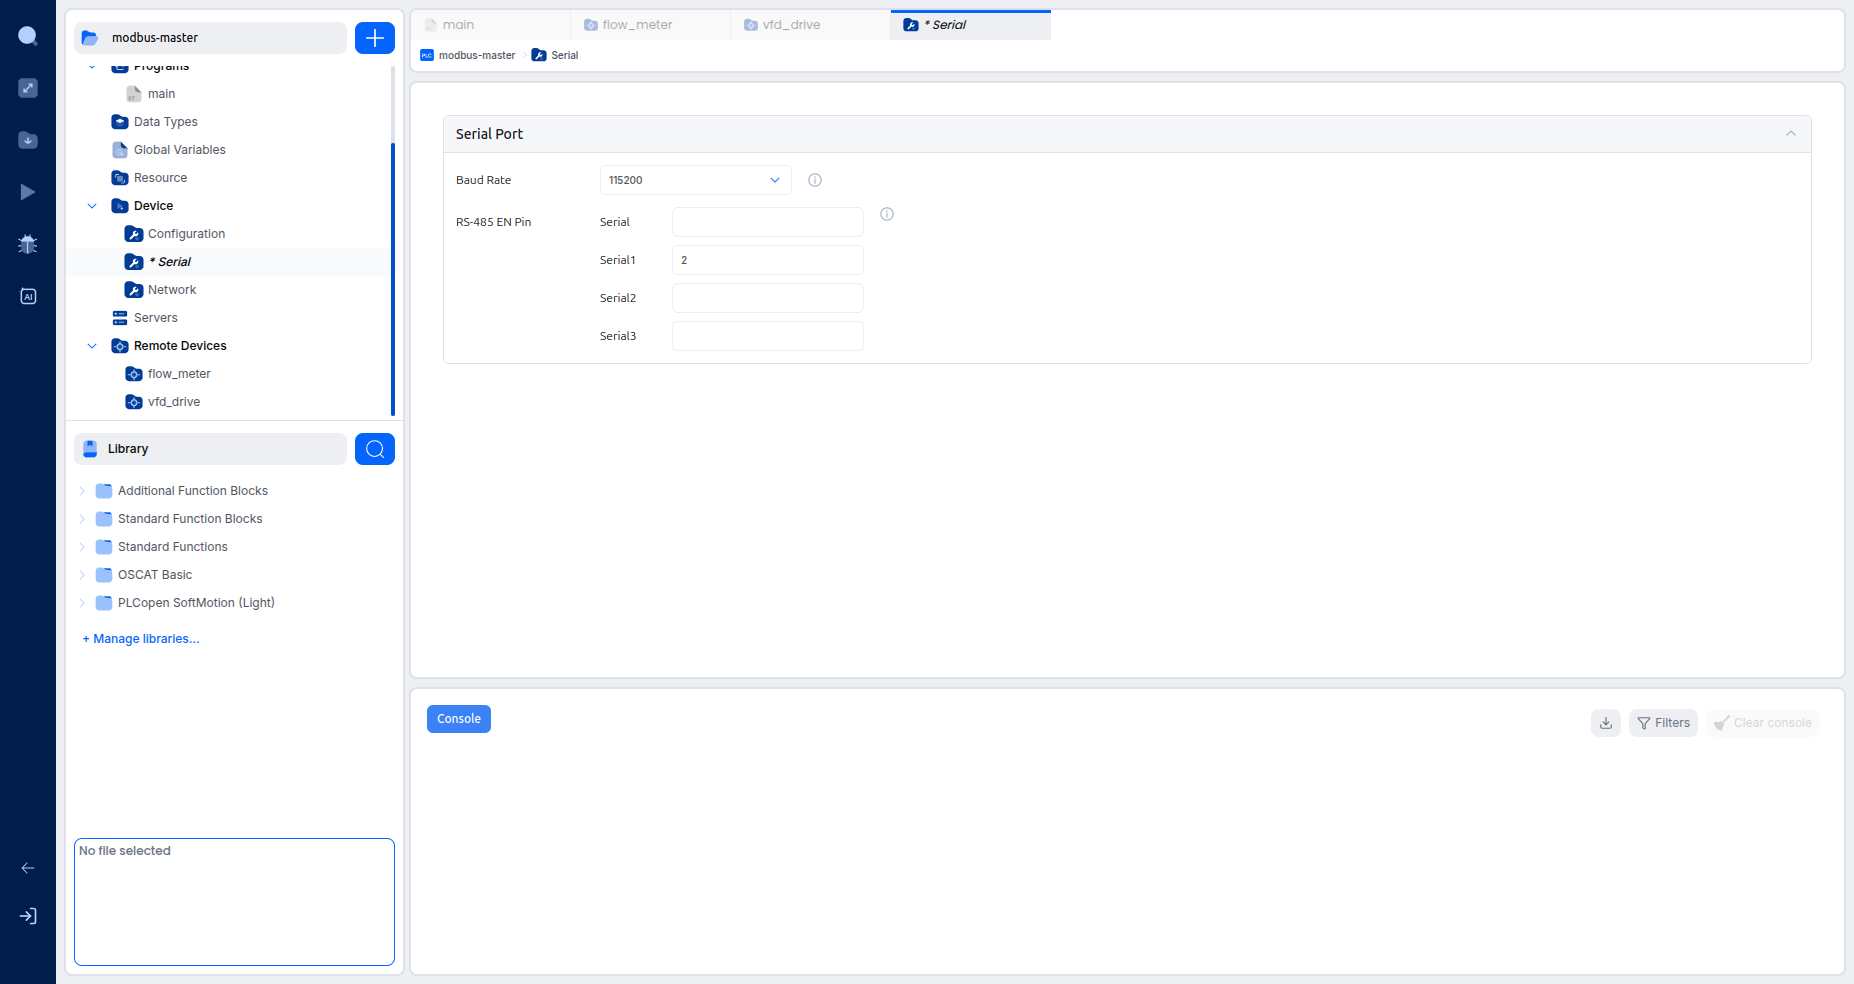 modbus-master
Programs
main
Data Types
Global Variables
Resource
Device
Configuration
* Serial
Network
Servers
Remote Devices
flow_meter
vfd_drive
Library
Additional Function Blocks
Standard Function Blocks
Standard Functions
OSCAT Basic
PLCopen SoftMotion (Light)
+ Manage libraries...
No file selected
AI
main
flow_meter
vfd_drive
* Serial
PLC modbus-master
Serial
Serial Port
Baud Rate
115200
RS-485 EN Pin
Serial
Serial1
2
Serial2
Serial3
Console
Filters
Clear console